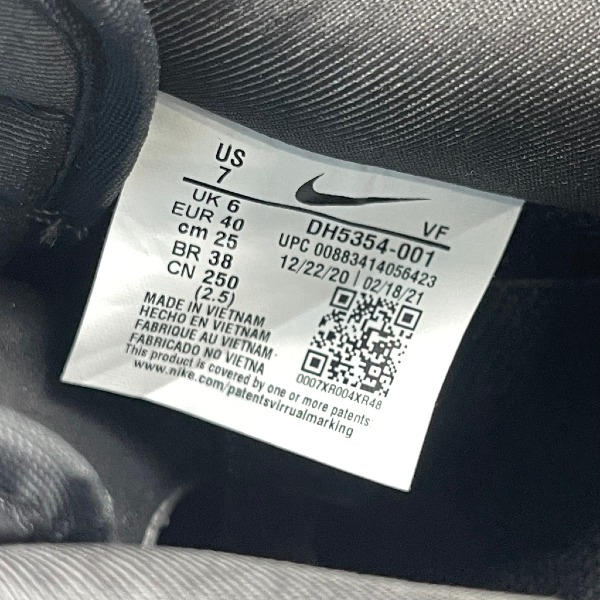 US
7
UK 6
EUR 40
cm 25
BR 38
CN 250
(2.5)
VF
DH5354-001
UPC 00883414056423
12/22/20 | 02/18/21
0007XR004XR48
MADE IN VIETNAM
HECHO EN VIETNAM
FABRIQUE AU VIETNAM
FABRICADO NO VIETNA
This product is covered by one or more patents
www.nike.com/patentsvirrualmarking